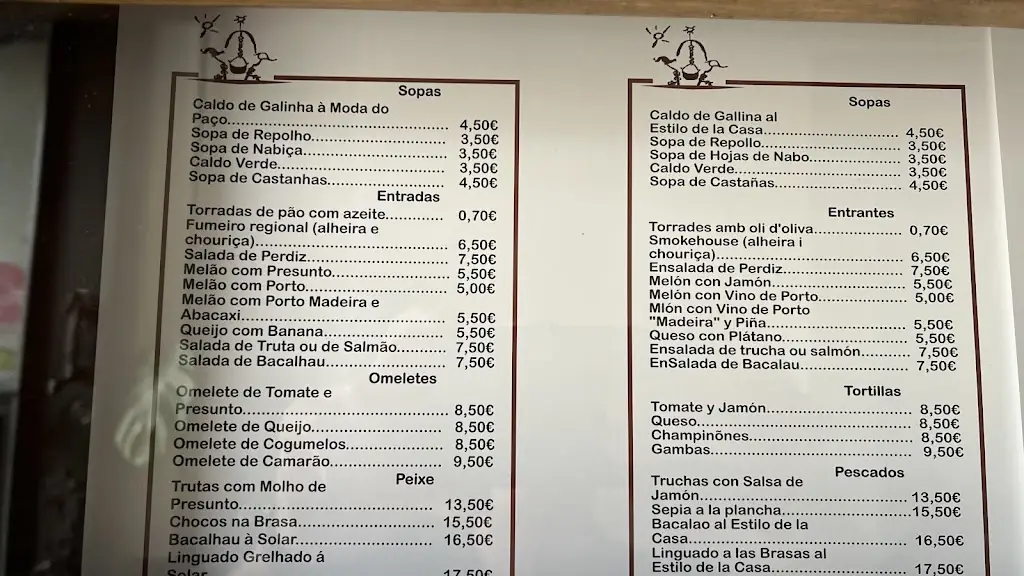 Sopas
Caldo de Galinha à Moda do
Paço........ 4,50€
Sopa de Repolho........ 3,50€
Sopa de Nabiça........ 3,50€
Caldo Verde........ 3,50€
Sopa de Castanhas........ 4,50€
Entradas
Torradas de pão com azeite........ 0,70€
Fumeiro regional (alheira e
chouriça)........ 6,50€
Salada de Perdiz........ 7,50€
Melão com Presunto........ 5,50€
Melão com Porto........ 5,00€
Melão com Porto Madeira e
Abacaxi........ 5,50€
Queijo com Banana........ 5,50€
Salada de Truta ou de Salmão........ 7,50€
Salada de Bacalhau........ 7,50€
Omeletes
Omelete de Tomate e
Presunto........ 8,50€
Omelete de Queijo........ 8,50€
Omelete de Cogumelos........ 8,50€
Omelete de Camarão........ 9,50€
Peixe
Trutas com Molho de
Presunto........ 13,50€
Chocos na Brasa........ 15,50€
Bacalhau à Solar........ 16,50€
Linguado Grelhado á
Solar........ 17,50€
Sopas
Caldo de Gallina al
Estilo de la Casa........ 4,50€
Sopa de Repollo........ 3,50€
Sopa de Hojas de Nabo........ 3,50€
Caldo Verde........ 3,50€
Sopa de Castañas........ 4,50€
Entrantes
Torrades amb oli d'oliva........ 0,70€
Smokehouse (alheira i
chouriça)........ 6,50€
Ensalada de Perdiz........ 7,50€
Melón con Jamón........ 5,50€
Melón con Vino de Porto........ 5,00€
Mlón con Vino de Porto
"Madeira" y Piña........ 5,50€
Queso con Plátano........ 5,50€
Ensalada de trucha ou salmón........ 7,50€
EnSalada de Bacalau........ 7,50€
Tortillas
Tomate y Jamón........ 8,50€
Queso........ 8,50€
Champinõnes........ 8,50€
Gambas........ 9,50€
Pescados
Truchas con Salsa de
Jamón........ 13,50€
Sepia a la plancha........ 15,50€
Bacalao al Estilo de la
Casa........ 16,50€
Linguado a las Brasas al
Estilo de la Casa........ 17,50€